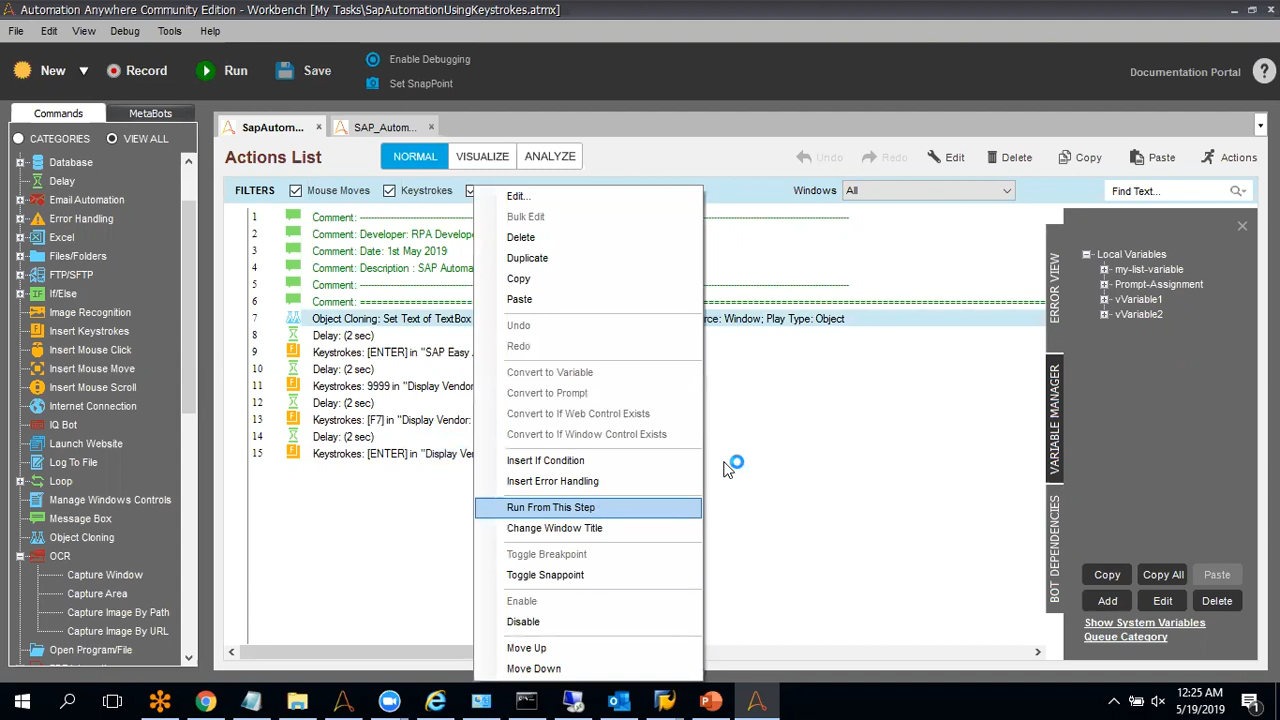 Automation Anywhere Community Edition - Workbench [My Tasks\SapAutomationUsingKeystrokes.atmx]
File Edit View Debug Tools Help
New Record Run Save
Enable Debugging
Set SnapPoint
Documentation Portal ?
Commands MetaBots
CATEGORIES VIEW ALL
Database
Delay
Email Automation
Error Handling
Excel
Files/Folders
FTP/SFTP
If/Else
Image Recognition
Insert Keystrokes
Insert Mouse Click
Insert Mouse Move
Insert Mouse Scroll
Internet Connection
IQ Bot
Launch Website
Log To File
Loop
Manage Windows Controls
Message Box
Object Cloning
OCR
Capture Window
Capture Area
Capture Image By Path
Capture Image By URL
Open Program/File
SapAutom... × SAP_Autom... ×
Actions List NORMAL VISUALIZE ANALYZE Undo Redo Edit Delete Copy Paste Actions
FILTERS Mouse Moves Keystrokes Windows All Find Text...
1 Comment: ----------------------------------------
2 Comment: Developer: RPA Develope
3 Comment: Date: 1st May 2019
4 Comment: Description : SAP Automa
5 Comment: ----------------------------------------
6 Comment: ========================================
7 Object Cloning: Set Text of TextBox rce: Window; Play Type: Object
8 Delay: (2 sec)
9 Keystrokes: [ENTER] in "SAP Easy
10 Delay: (2 sec)
11 Keystrokes: 9999 in "Display Vendor
12 Delay: (2 sec)
13 Keystrokes: [F7] in "Display Vendor:
14 Delay: (2 sec)
15 Keystrokes: [ENTER] in "Display Ve
Edit...
Bulk Edit
Delete
Duplicate
Copy
Paste
Undo
Redo
Convert to Variable
Convert to Prompt
Convert to If Web Control Exists
Convert to If Window Control Exists
Insert If Condition
Insert Error Handling
Run From This Step
Change Window Title
Toggle Breakpoint
Toggle Snappoint
Enable
Disable
Move Up
Move Down
ERROR VIEW
VARIABLE MANAGER
BOT DEPENDENCIES
Local Variables
my-list-variable
Prompt-Assignment
vVariable1
vVariable2
Copy Copy All Paste
Add Edit Delete
Show System Variables
Queue Category
12:25 AM
5/19/2019
1